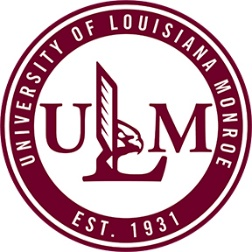 UNIVERSITY OF LOUISIANA MONROE
ULM
EST. 1931